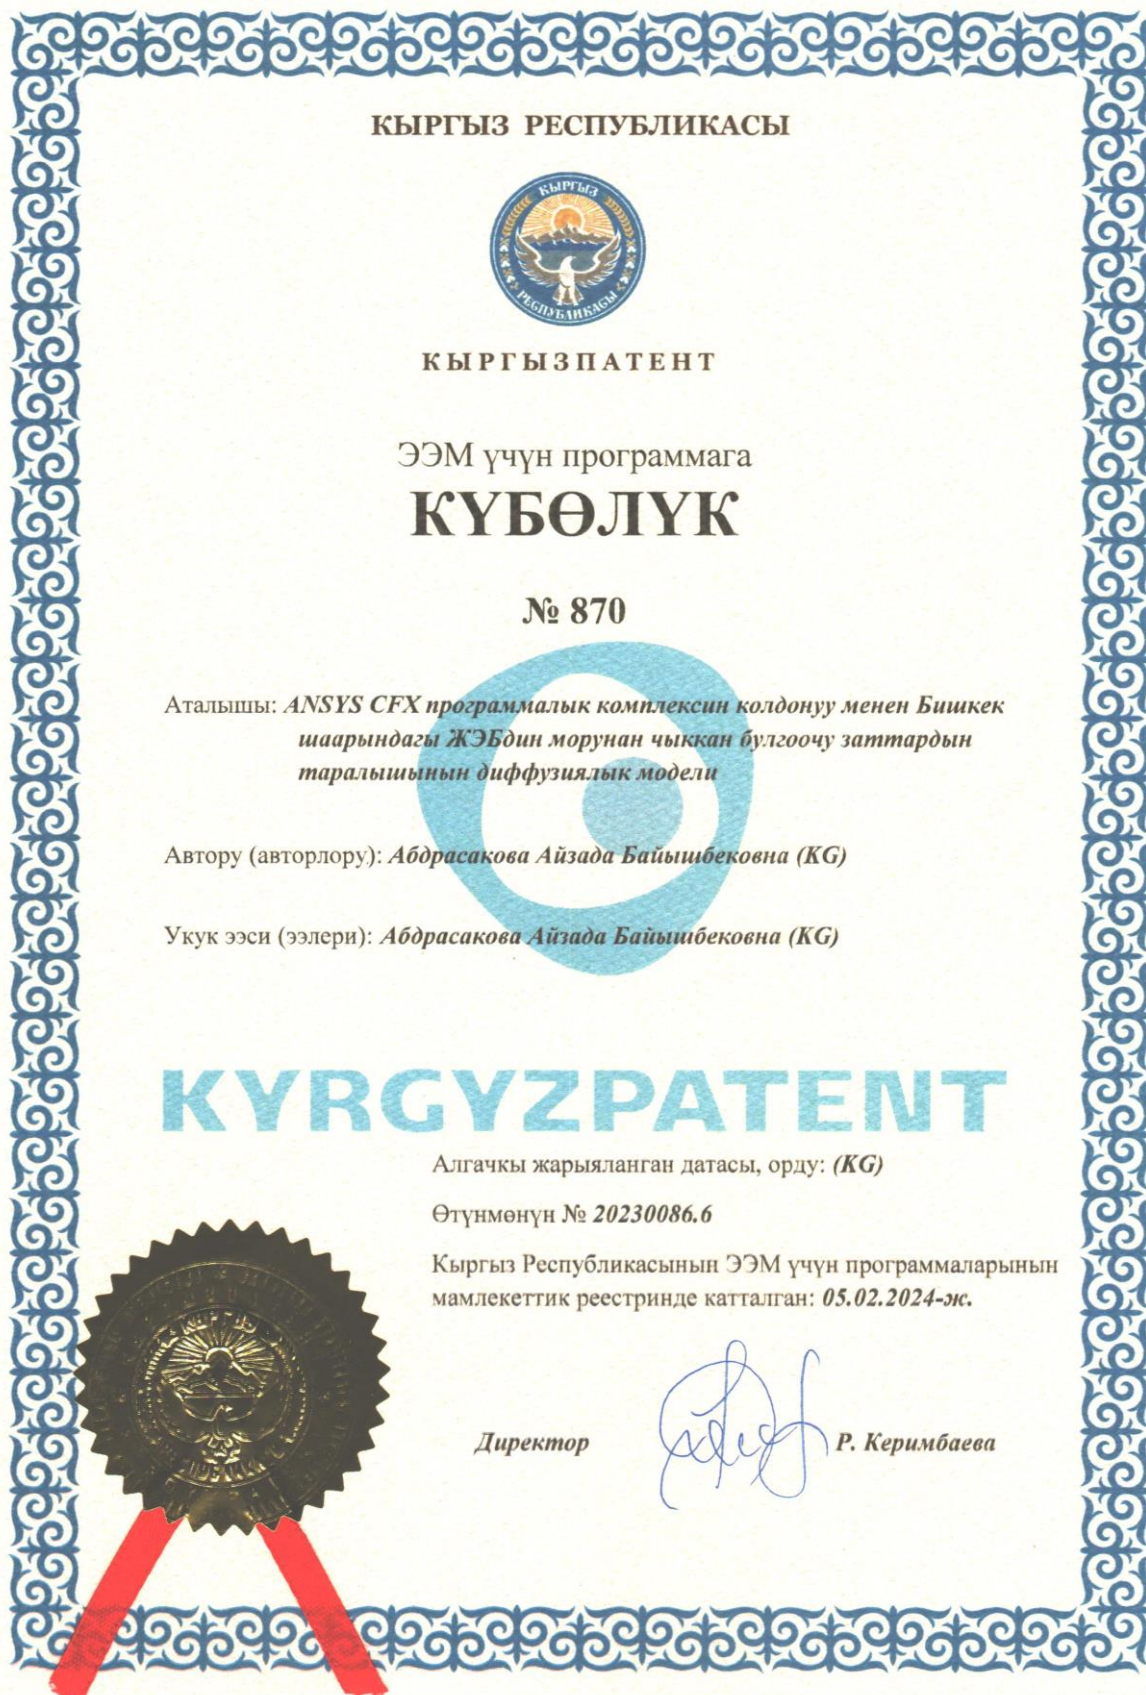 КЫРГЫЗ РЕСПУБЛИКАСЫ
КЫРГЫЗ
РЕСПУБЛИКАСЫ
КЫРГЫЗПАТЕНТ
ЭЭМ үчүн программага
КҮБӨЛҮК
№ 870
Аталышы: ANSYS CFX программалык комплексин колдонуу менен Бишкек
шаарындагы ЖЭБдин морунан чыккан булгоочу заттардын
таралышынын диффузиялык модели
Автору (авторлору): Абдрасакова Айзада Байышбековна (KG)
Укук ээси (ээлери): Абдрасакова Айзада Байышбековна (KG)
KYRGYZPATENT
Алгачкы жарыяланган датасы, орду: (KG)
Өтүнмөнүн № 20230086.6
Кыргыз Республикасынын ЭЭМ үчүн программаларынын
мамлекеттик реестринде катталган: 05.02.2024-ж.
КЫРГЫЗ
Директор
Р. Керимбаева